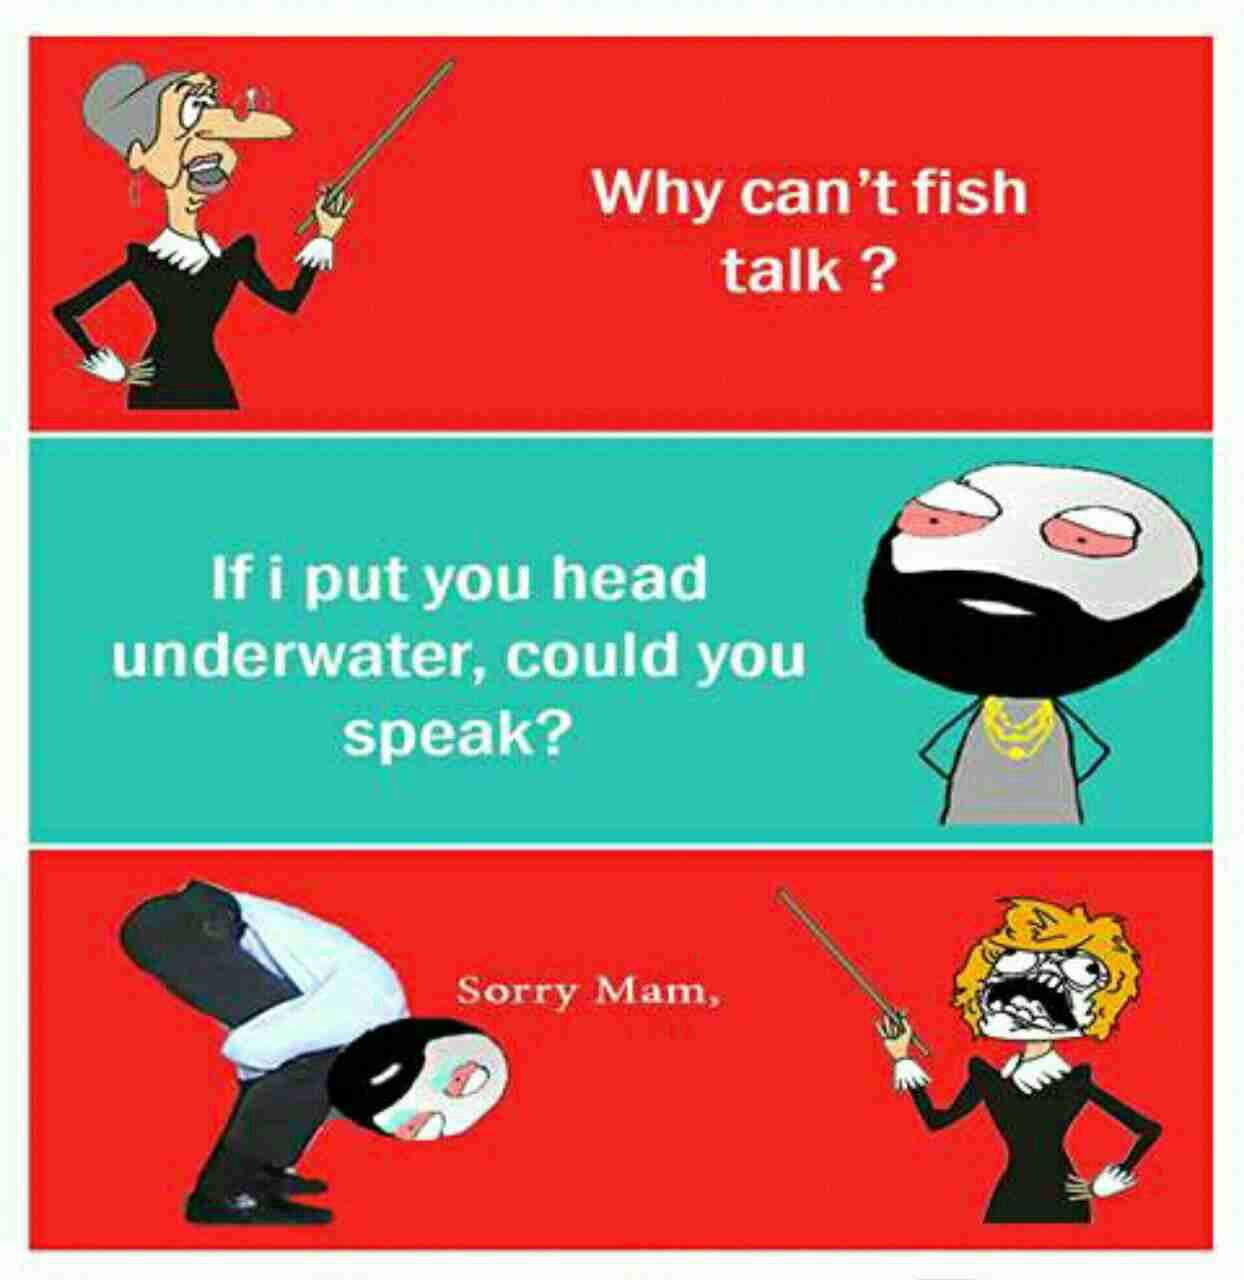 Why can't fish
talk ?
If i put you head
underwater, could you
speak?
Sorry Mam,